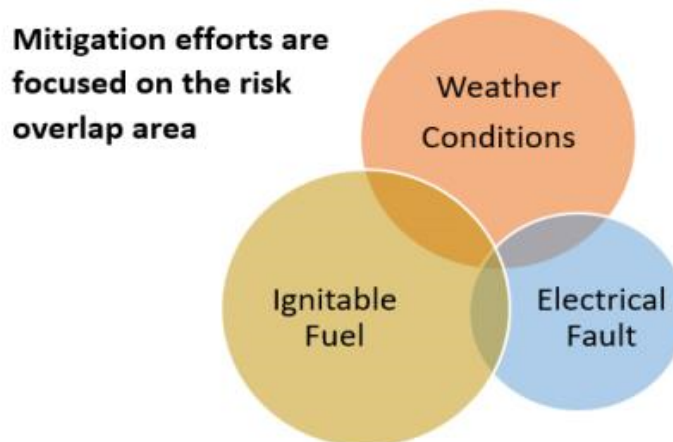 Mitigation efforts are
focused on the risk
overlap area
Weather
Conditions
Ignitable
Fuel
Electrical
Fault